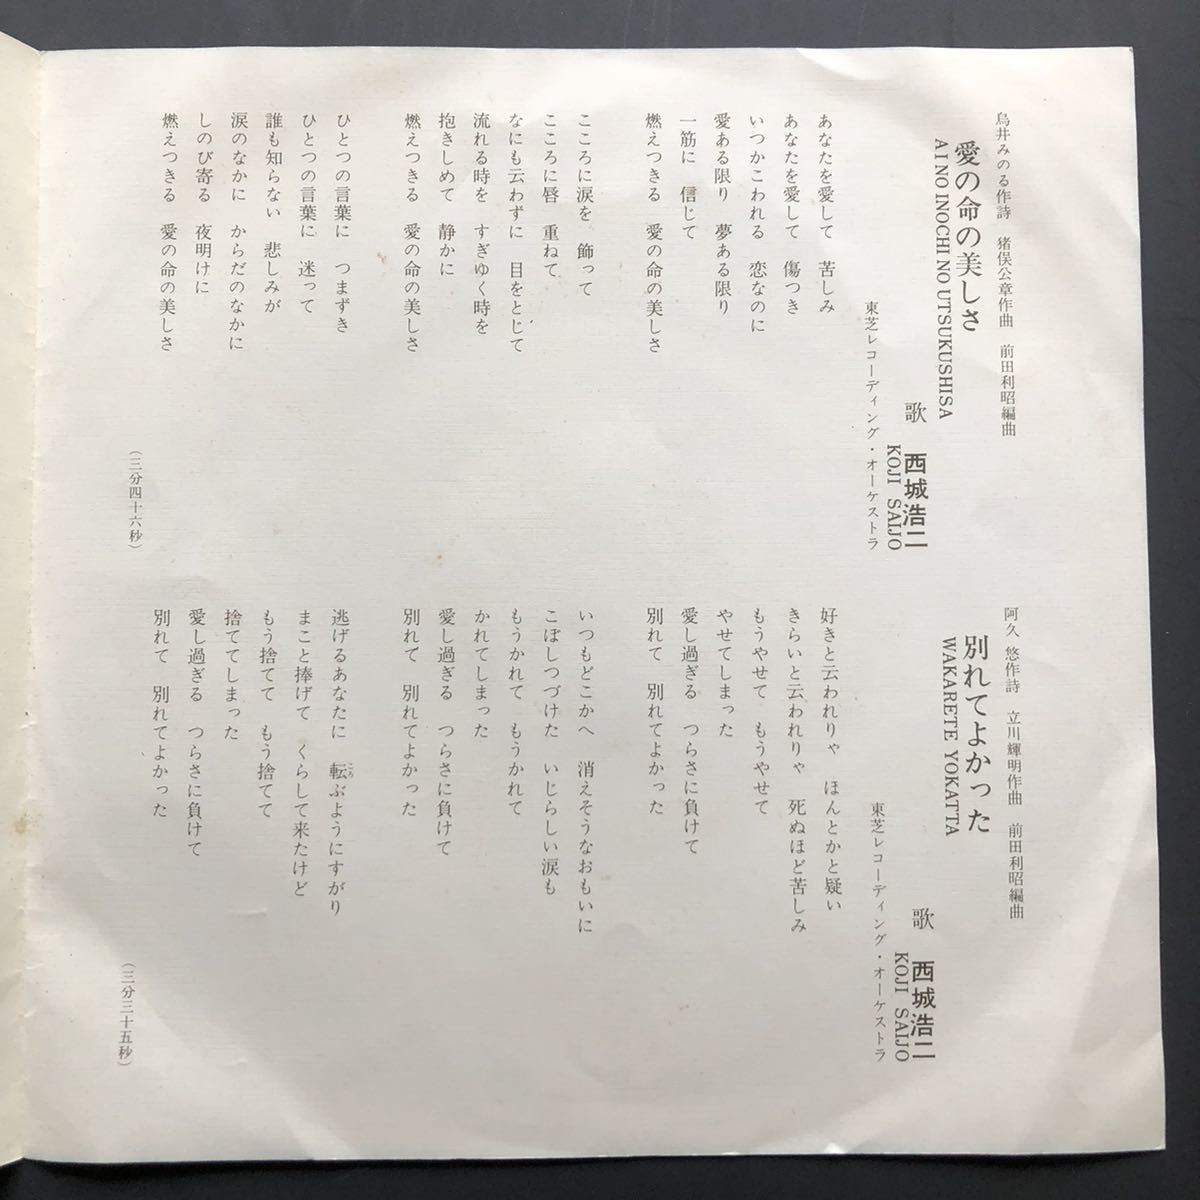 鳥井みのる作詩　猪俣公章作曲　前田利昭編曲
愛の命の美しさ
AI NO INOCHI NO UTSUKUSHISA
歌　西城浩二
KOJI SAIJO
東芝レコーディング・オーケストラ
あなたを愛して　苦しみ
あなたを愛して　傷つき
いつかこわれる　恋なのに
愛ある限り　夢ある限り
一筋に　信じて
燃えつきる　愛の命の美しさ
こころに涙を　飾って
こころに唇　重ねて
なにも云わずに　目をとじて
流れる時を　すぎゆく時を
抱きしめて　静かに
燃えつきる　愛の命の美しさ
ひとつの言葉に　つまずき
ひとつの言葉に　迷って
誰も知らない　悲しみが
涙のなかに　からだのなかに
しのび寄る　夜明けに
燃えつきる　愛の命の美しさ
（三分四十六秒）
阿久　悠作詩　立川輝明作曲　前田利昭編曲
別れてよかった
WAKARETE YOKATTA
歌　西城浩二
KOJI SAIJO
東芝レコーディング・オーケストラ
好きと云われりゃ　ほんとかと疑い
きらいと云われりゃ　死ぬほど苦しみ
もうやせて　もうやせて
やせてしまった
愛し過ぎる　つらさに負けて
別れて　別れてよかった
いつもどこかへ　消えそうなおもいに
こぼしつづけた　いじらしい涙も
もうかれて　もうかれて
かれてしまった
愛し過ぎる　つらさに負けて
別れて　別れてよかった
逃げるあなたに　転ぶようにすがり
まこと捧げて　くらして来たけど
もう捨てて　もう捨てて
捨ててしまった
愛し過ぎる　つらさに負けて
別れて　別れてよかった
（三分三十五秒）